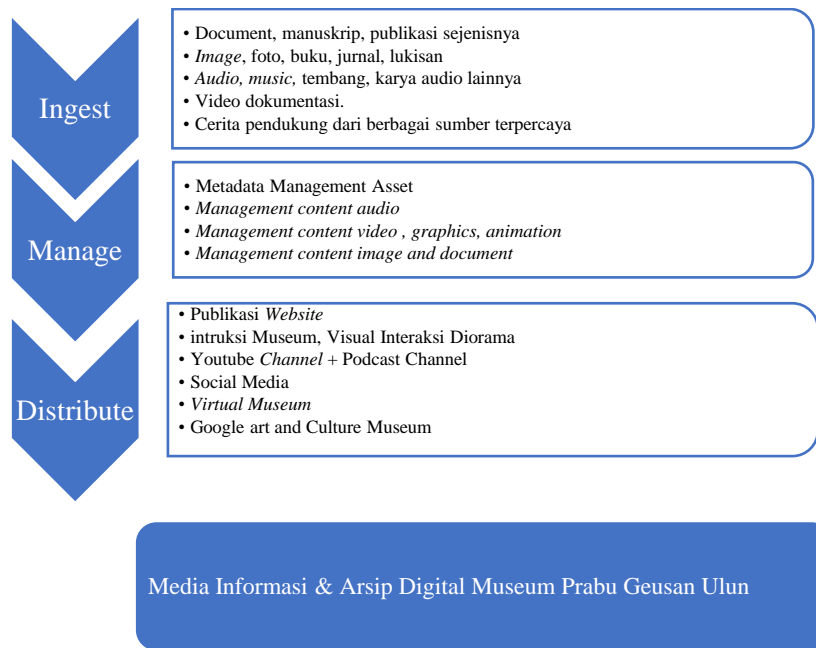 Ingest
• Document, manuskrip, publikasi sejenisnya
• Image, foto, buku, jurnal, lukisan
• Audio, music, tembang, karya audio lainnya
• Video dokumentasi.
• Cerita pendukung dari berbagai sumber terpercaya
Manage
• Metadata Management Asset
• Management content audio
• Management content video , graphics, animation
• Management content image and document
Distribute
• Publikasi Website
• intruksi Museum, Visual Interaksi Diorama
• Youtube Channel + Podcast Channel
• Social Media
• Virtual Museum
• Google art and Culture Museum
Media Informasi & Arsip Digital Museum Prabu Geusan Ulun